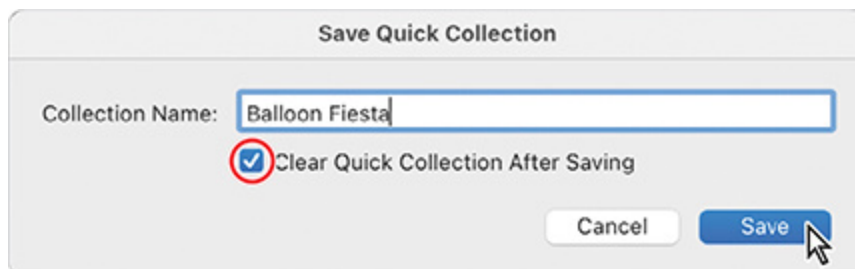 Save Quick Collection
Collection Name: Balloon Fiesta
Clear Quick Collection After Saving
Cancel Save